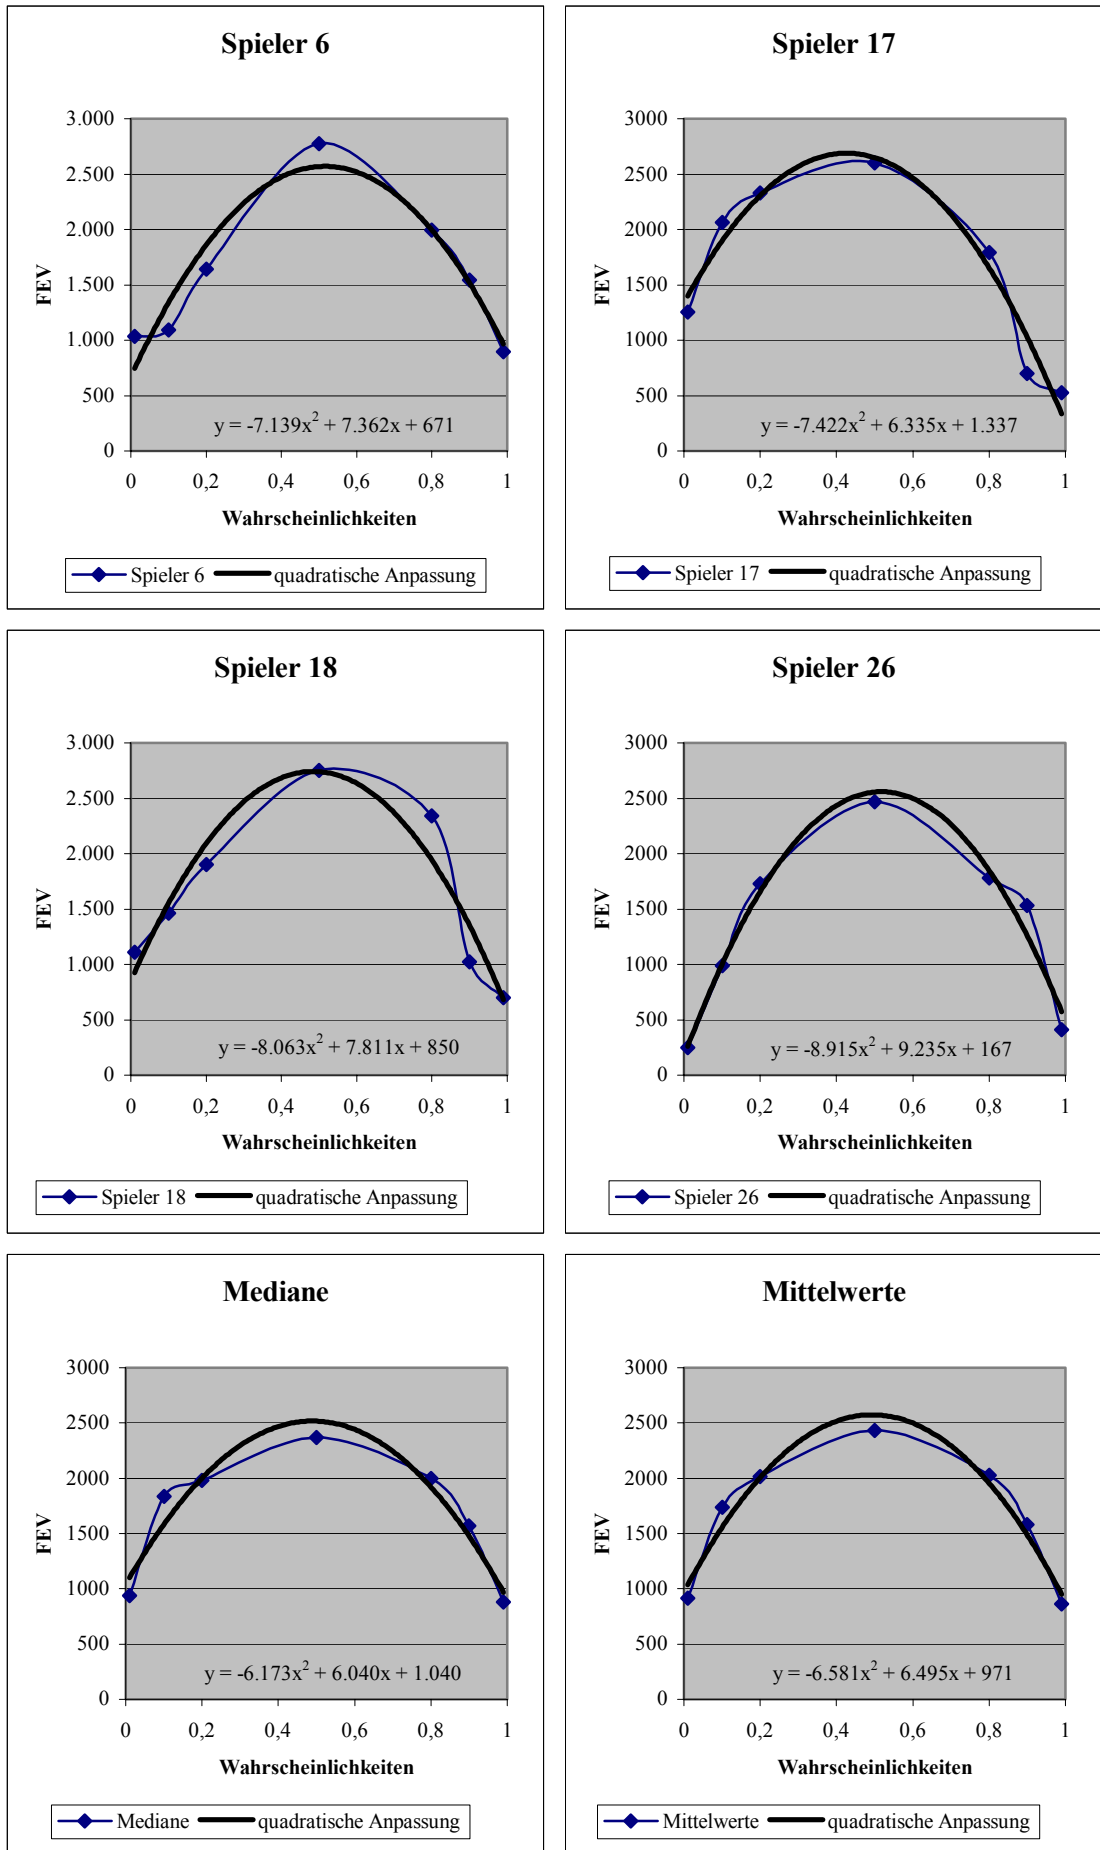 Spieler 6
3.000
2.500
2.000
1.500
1.000
500
0
FEV
y = -7.139x² + 7.362x + 671
0 0,2 0,4 0,6 0,8 1
Wahrscheinlichkeiten
Spieler 6 quadratische Anpassung
Spieler 17
3000
2500
2000
1500
1000
500
0
FEV
y = -7.422x² + 6.335x + 1.337
0 0,2 0,4 0,6 0,8 1
Wahrscheinlichkeiten
Spieler 17 quadratische Anpassung
Spieler 18
3.000
2.500
2.000
1.500
1.000
500
0
FEV
y = -8.063x² + 7.811x + 850
0 0,2 0,4 0,6 0,8 1
Wahrscheinlichkeiten
Spieler 18 quadratische Anpassung
Spieler 26
3000
2500
2000
1500
1000
500
0
FEV
y = -8.915x² + 9.235x + 167
0 0,2 0,4 0,6 0,8 1
Wahrscheinlichkeiten
Spieler 26 quadratische Anpassung
Mediane
3000
2500
2000
1500
1000
500
0
FEV
y = -6.173x² + 6.040x + 1.040
0 0,2 0,4 0,6 0,8 1
Wahrscheinlichkeiten
Mediane quadratische Anpassung
Mittelwerte
3000
2500
2000
1500
1000
500
0
FEV
y = -6.581x² + 6.495x + 971
0 0,2 0,4 0,6 0,8 1
Wahrscheinlichkeiten
Mittelwerte quadratische Anpassung